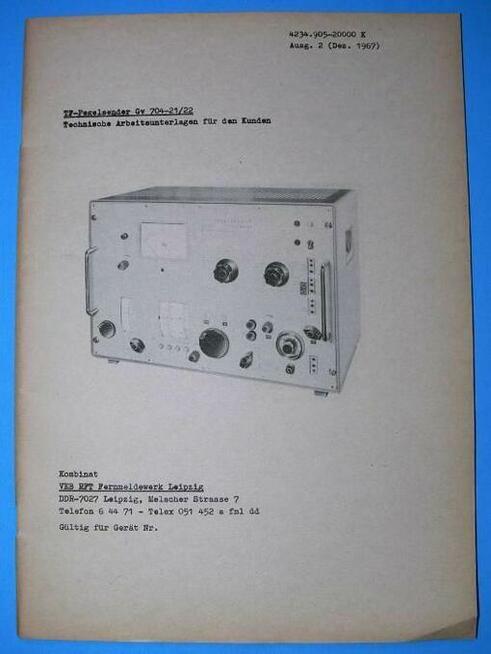 4234.905-20000 K
Ausg. 2 (Dez. 1967)
TF-Pegelsender Gv 704-21/22
Technische Arbeitsunterlagen für den Kunden
Kombinat
VEB RFT Fernmeldewerk Leipzig
DDR-7027 Leipzig, Melscher Strasse 7
Telefon 6 44 71 - Telex 051 452 a fml dd
Gültig für Gerät Nr.